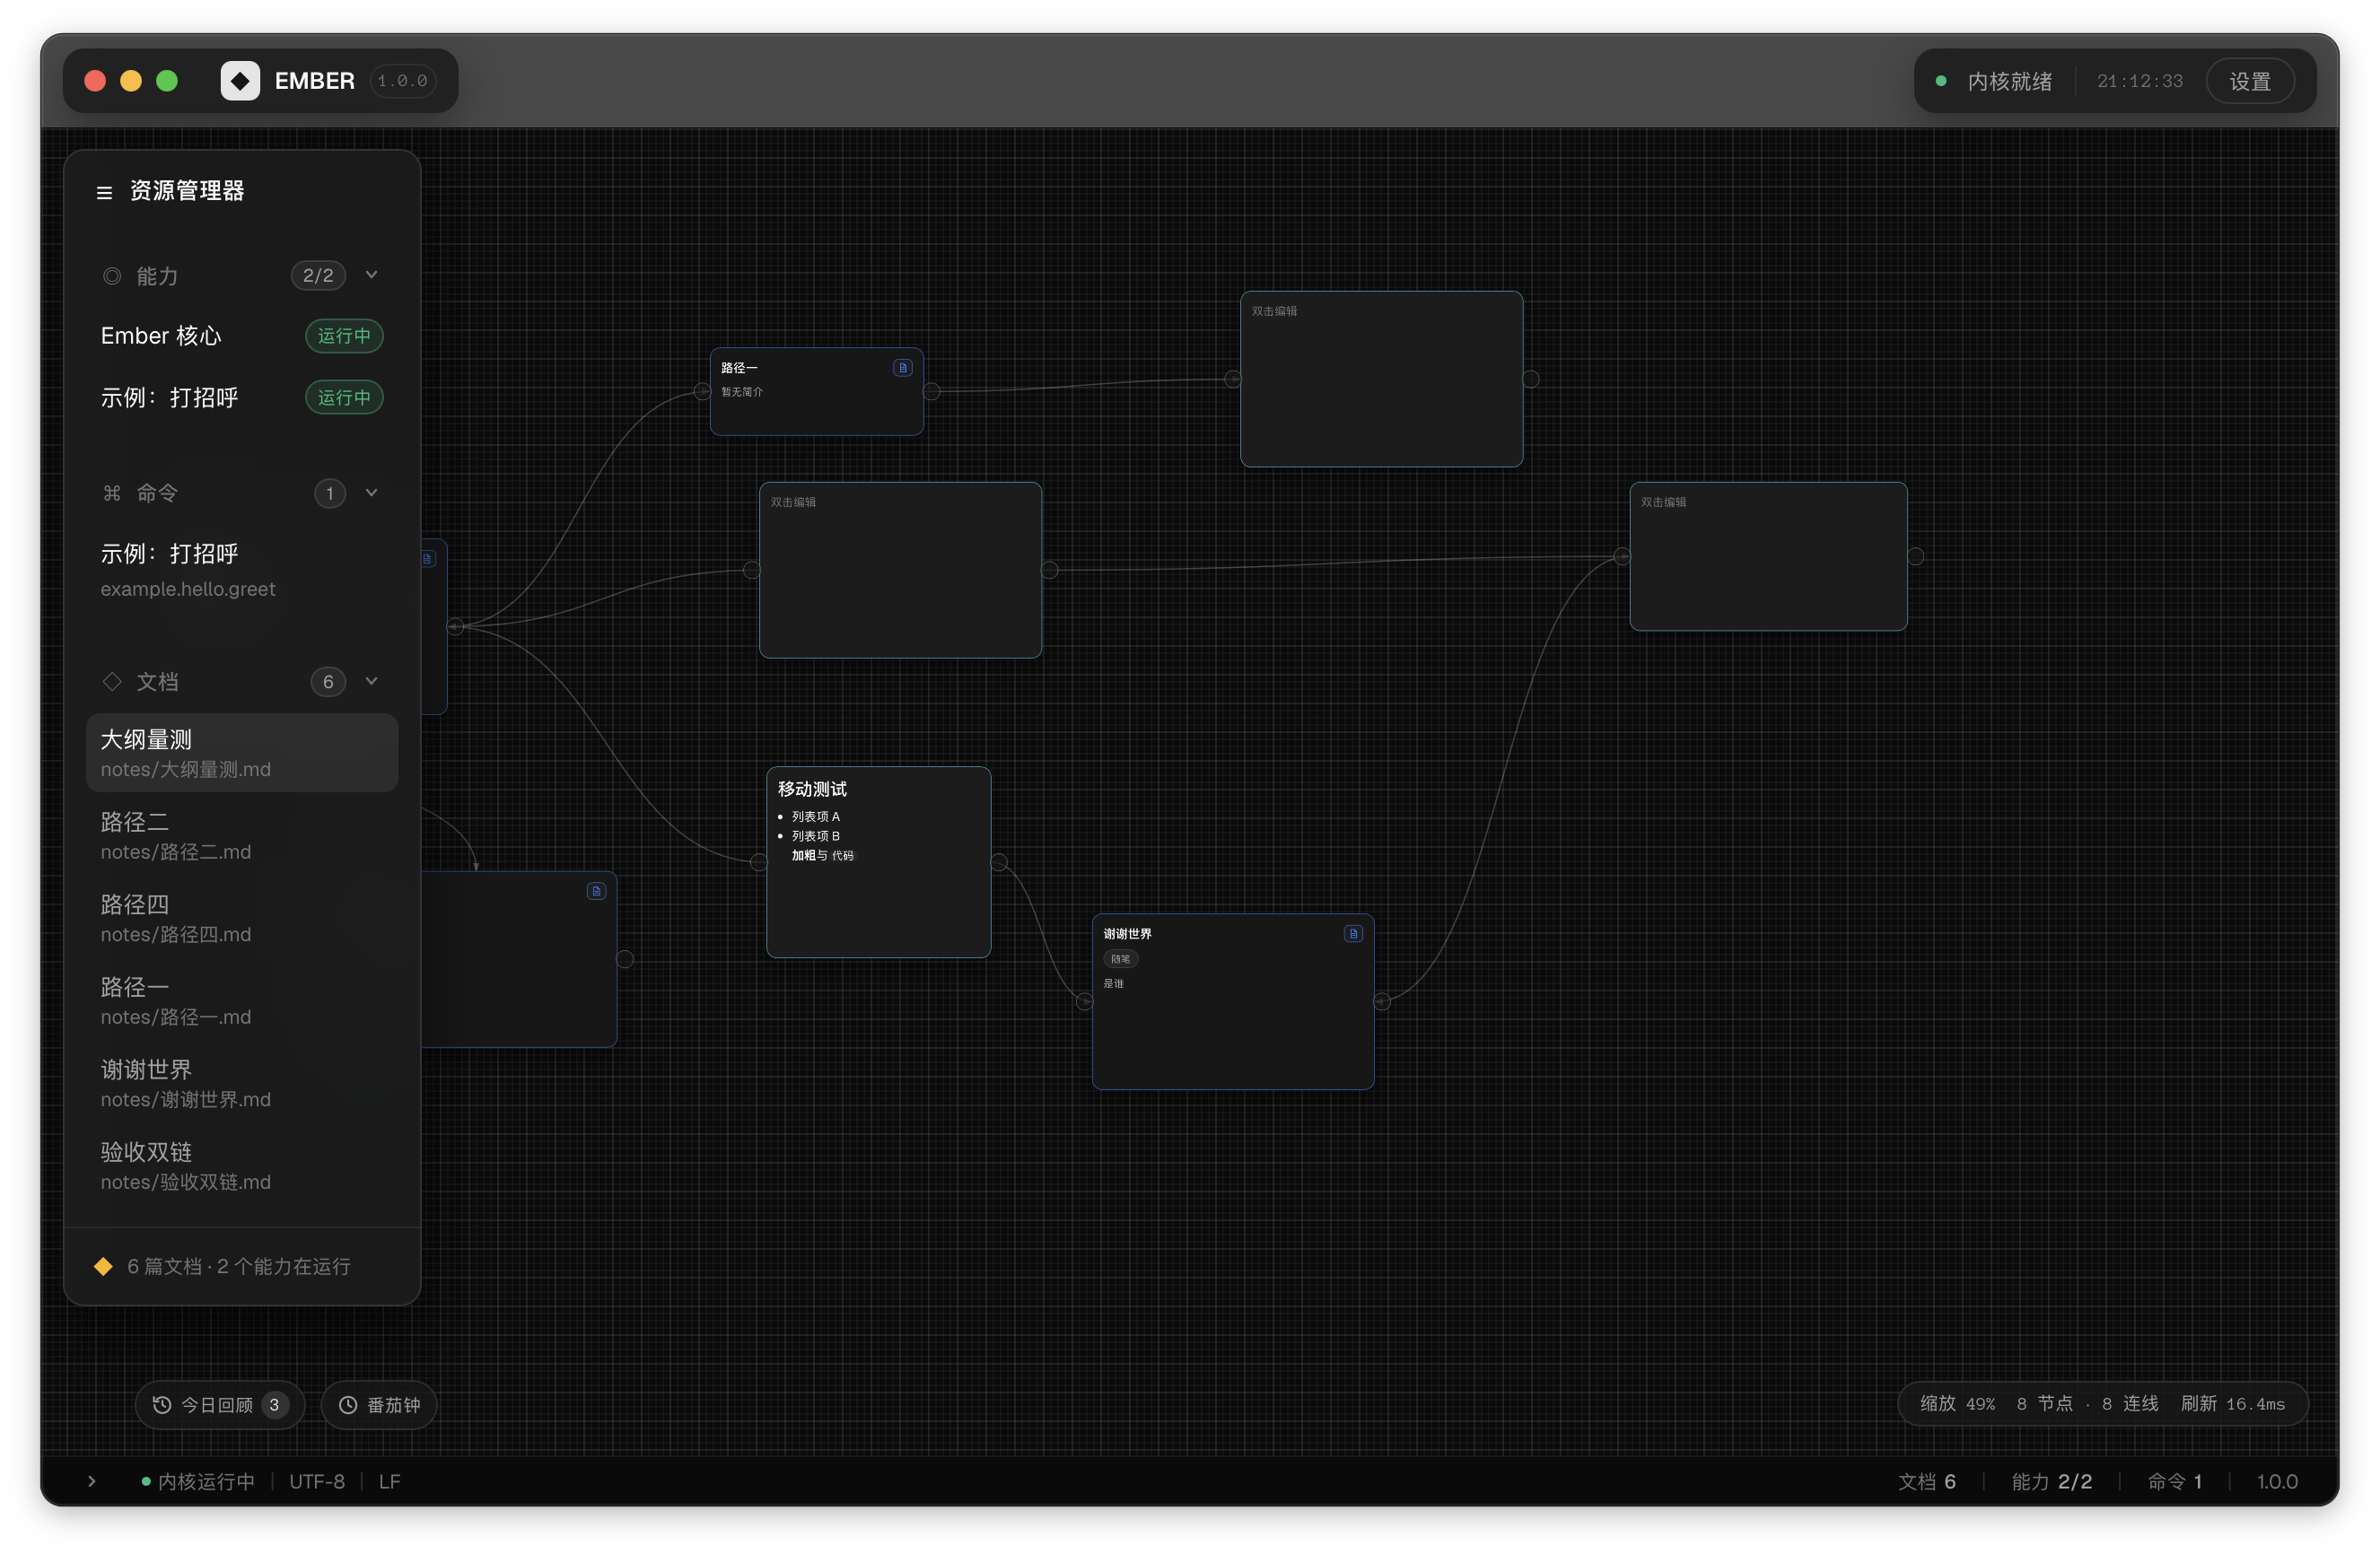 EMBER 1.0.0
内核就绪 21:12:33 设置
资源管理器
能力 2/2
Ember 核心 运行中
示例：打招呼 运行中
命令 1
示例：打招呼
example.hello.greet
文档 6
大纲量测
notes/大纲量测.md
路径二
notes/路径二.md
路径四
notes/路径四.md
路径一
notes/路径一.md
谢谢世界
notes/谢谢世界.md
验收双链
notes/验收双链.md
6 篇文档 · 2 个能力在运行
路径一
暂无简介
双击编辑
双击编辑
双击编辑
移动测试
列表项 A
列表项 B
加粗与 代码
谢谢世界
随笔
是谁
今日回顾 3
番茄钟
缩放 49% 8 节点 · 8 连线 刷新 16.4ms
内核运行中 UTF-8 LF
文档 6 能力 2/2 命令 1 1.0.0